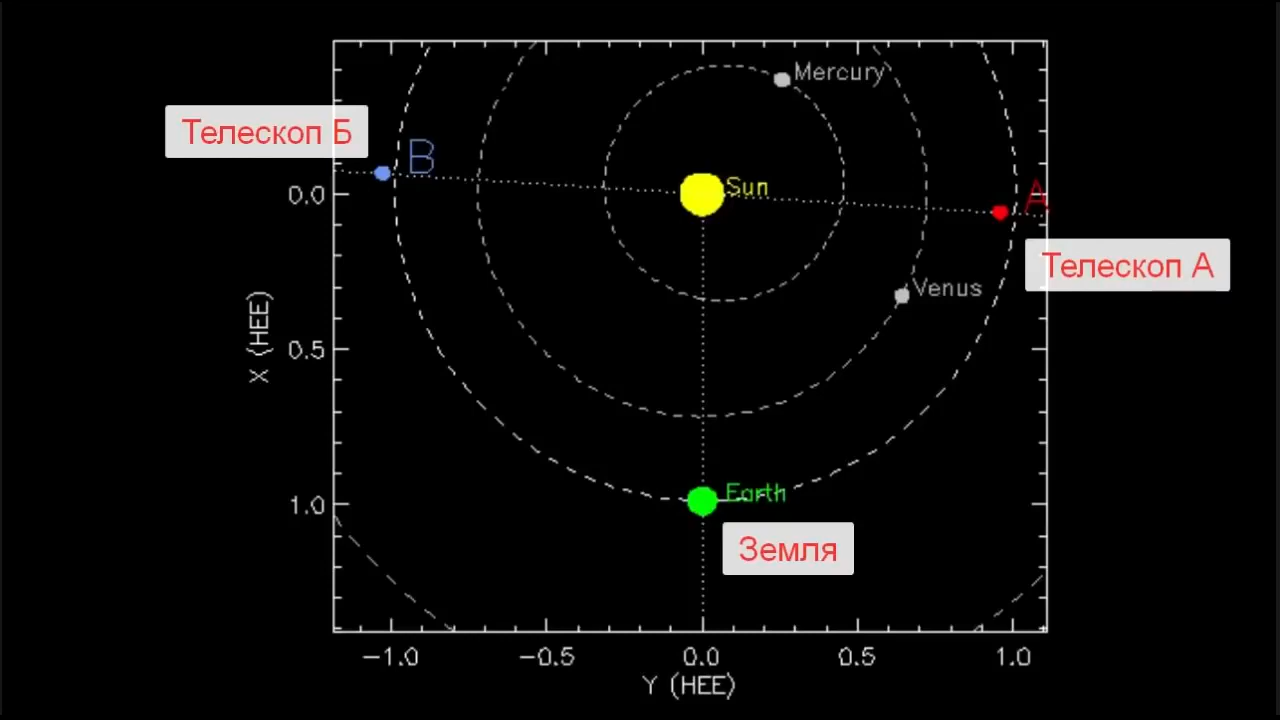 Mercury
Телескоп Б
B
Sun
A
0.0
Телескоп А
Venus
X (HEE)
0.5
Earth
1.0
Земля
−1.0
−0.5
0.0
0.5
1.0
Y (HEE)